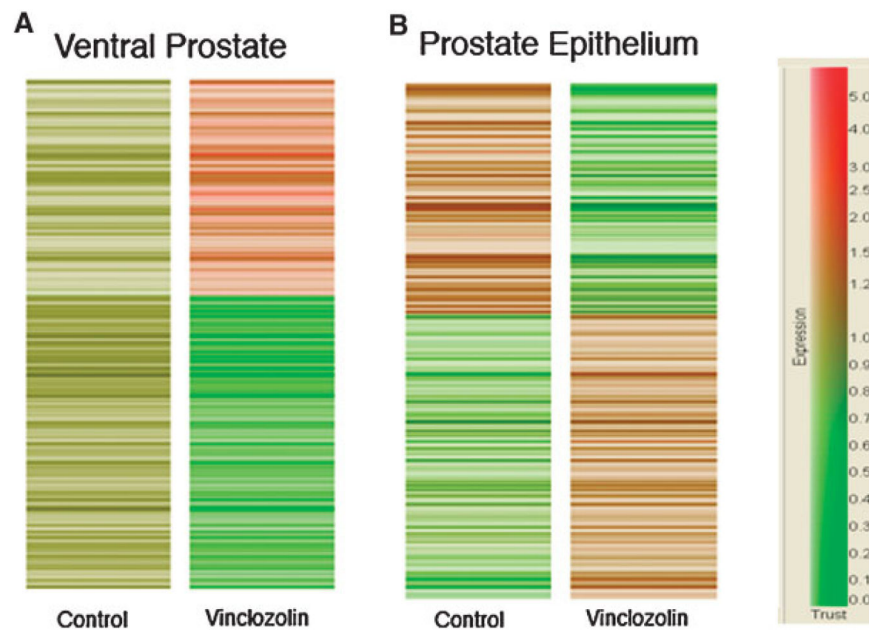 A
Ventral Prostate
Control
Vinclozolin
B
Prostate Epithelium
Control
Vinclozolin
Expression
5.0
4.0
3.0
2.5
2.0
1.5
1.2
1.0
0.9
0.8
0.7
0.6
0.5
0.4
0.3
0.2
0.1
0.0
Trust